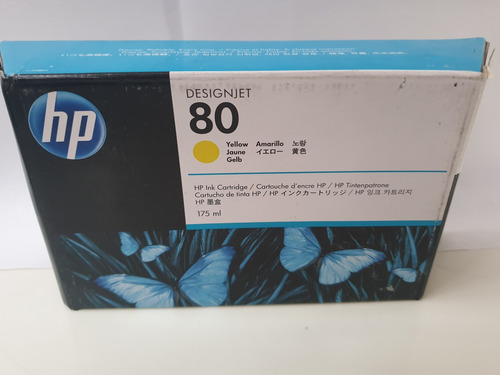 hp
DESIGNJET
80
Yellow Amarillo 노랑
Jaune イエロー 黄色
Gelb
HP Ink Cartridge / Cartouche d'encre HP / HP Tintenpatrone
Cartucho de tinta HP / HP インクカートリッジ / HP 잉크 카트리지
HP 墨盒
175 ml